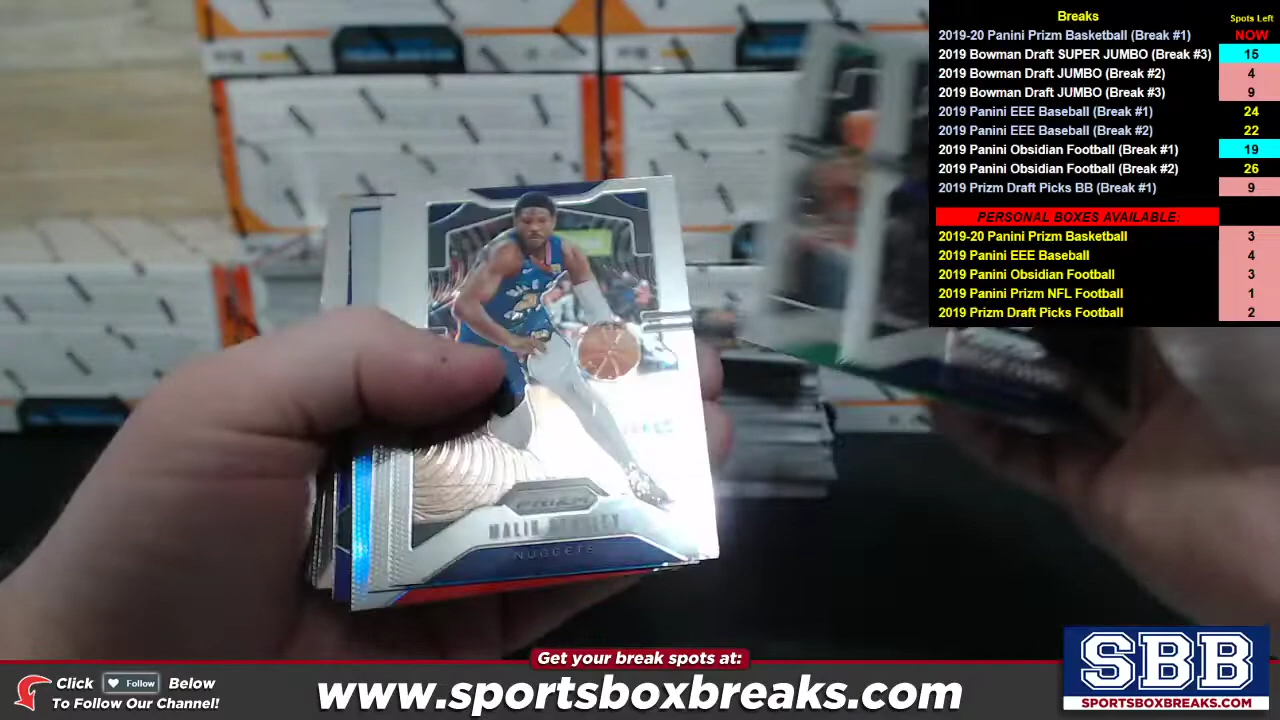 Breaks Spots Left
2019-20 Panini Prizm Basketball (Break #1) NOW
2019 Bowman Draft SUPER JUMBO (Break #3) 15
2019 Bowman Draft JUMBO (Break #2) 4
2019 Bowman Draft JUMBO (Break #3) 9
2019 Panini EEE Baseball (Break #1) 24
2019 Panini EEE Baseball (Break #2) 22
2019 Panini Obsidian Football (Break #1) 19
2019 Panini Obsidian Football (Break #2) 26
2019 Prizm Draft Picks BB (Break #1) 9
PERSONAL BOXES AVAILABLE:
2019-20 Panini Prizm Basketball 3
2019 Panini EEE Baseball 4
2019 Panini Obsidian Football 3
2019 Panini Prizm NFL Football 1
2019 Prizm Draft Picks Football 2
PRIZM
MALIK
NUGGETS
Get your break spots at:
Click Follow Below
To Follow Our Channel!
www.sportsboxbreaks.com
SBB
SPORTSBOXBREAKS.COM